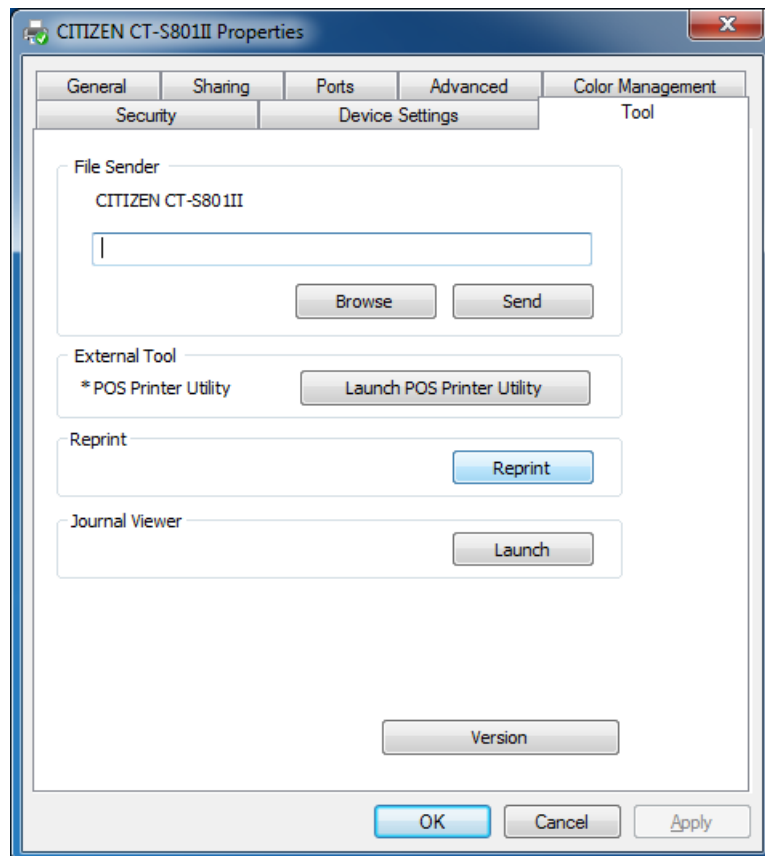 CITIZEN CT-S801II Properties
General Sharing Ports Advanced Color Management
Security Device Settings Tool
File Sender
CITIZEN CT-S801II
Browse Send
External Tool
* POS Printer Utility Launch POS Printer Utility
Reprint
Reprint
Journal Viewer
Launch
Version
OK Cancel Apply